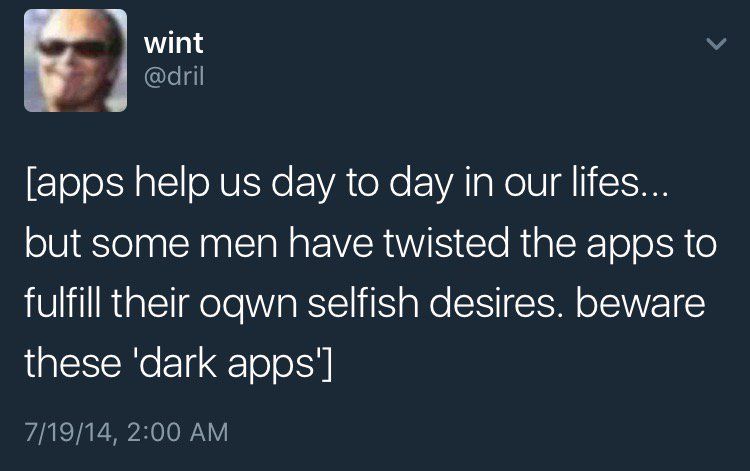 wint
@dril
[apps help us day to day in our lifes...
but some men have twisted the apps to
fulfill their oqwn selfish desires. beware
these 'dark apps']
7/19/14, 2:00 AM